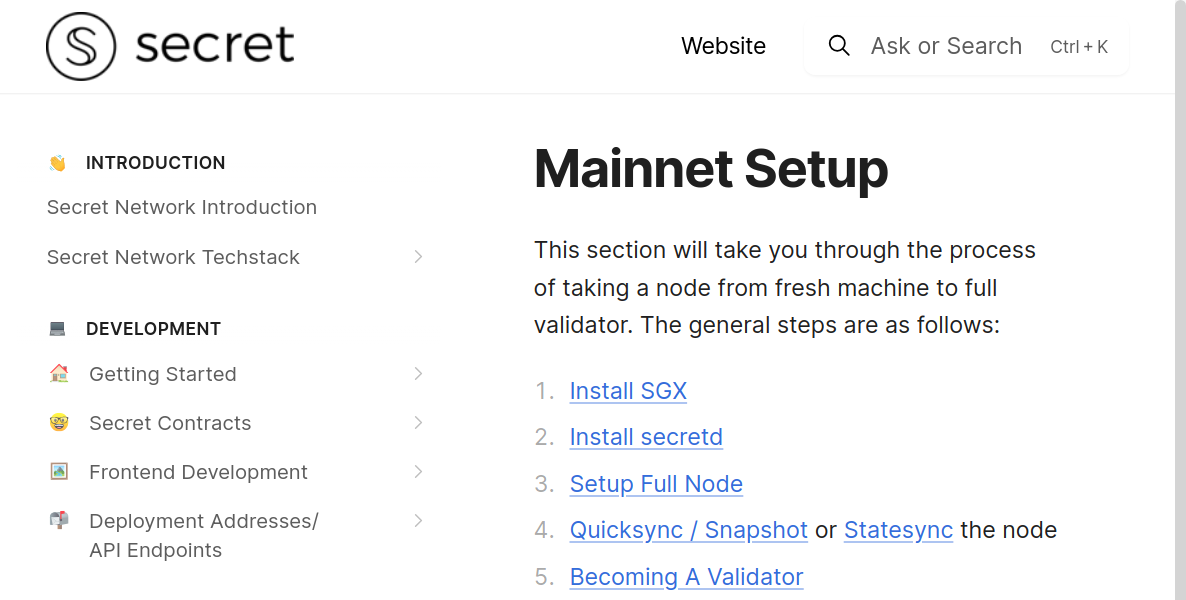 secret
Website
Ask or Search Ctrl + K
INTRODUCTION
Secret Network Introduction
Secret Network Techstack
DEVELOPMENT
Getting Started
Secret Contracts
Frontend Development
Deployment Addresses/
API Endpoints
Mainnet Setup
This section will take you through the process
of taking a node from fresh machine to full
validator. The general steps are as follows:
1. Install SGX
2. Install secretd
3. Setup Full Node
4. Quicksync / Snapshot or Statesync the node
5. Becoming A Validator